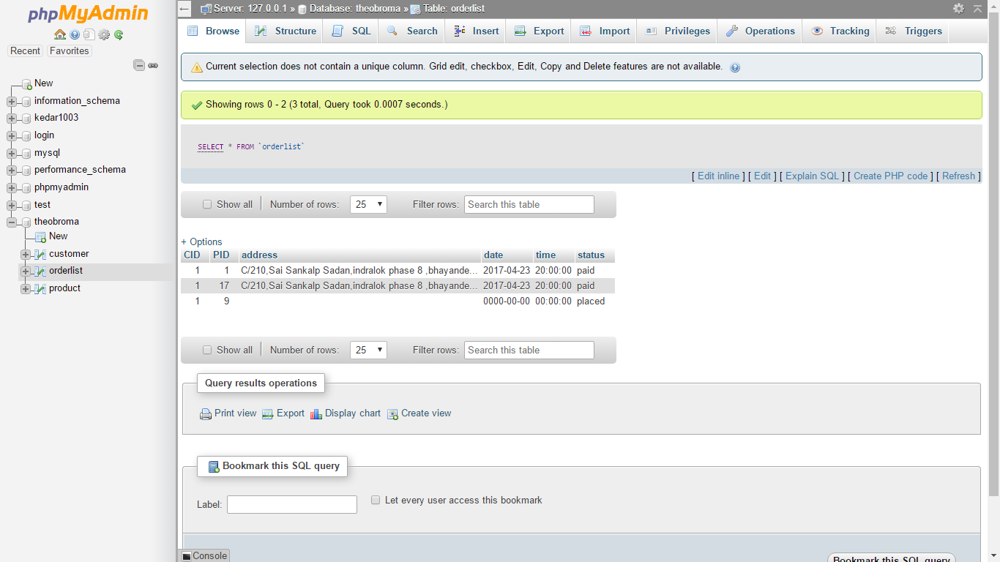 phpMyAdmin
Recent Favorites
New
information_schema
kedar1003
login
mysql
performance_schema
phpmyadmin
test
theobroma
New
customer
orderlist
product
Server: 127.0.0.1 » Database: theobroma » Table: orderlist
Browse Structure SQL Search Insert Export Import Privileges Operations Tracking Triggers
Current selection does not contain a unique column. Grid edit, checkbox, Edit, Copy and Delete features are not available.
Showing rows 0 - 2 (3 total, Query took 0.0007 seconds.)
SELECT * FROM `orderlist`
[ Edit inline ] [ Edit ] [ Explain SQL ] [ Create PHP code ] [ Refresh ]
Show all Number of rows: 25 Filter rows: Search this table
+ Options
CID PID address date time status
1 1 C/210,Sai Sankalp Sadan,indralok phase 8 ,bhayande... 2017-04-23 20:00:00 paid
1 17 C/210,Sai Sankalp Sadan,indralok phase 8 ,bhayande... 2017-04-23 20:00:00 paid
1 9 0000-00-00 00:00:00 placed
Show all Number of rows: 25 Filter rows: Search this table
Query results operations
Print view Export Display chart Create view
Bookmark this SQL query
Label: Let every user access this bookmark
Console
Bookmark this SQL query